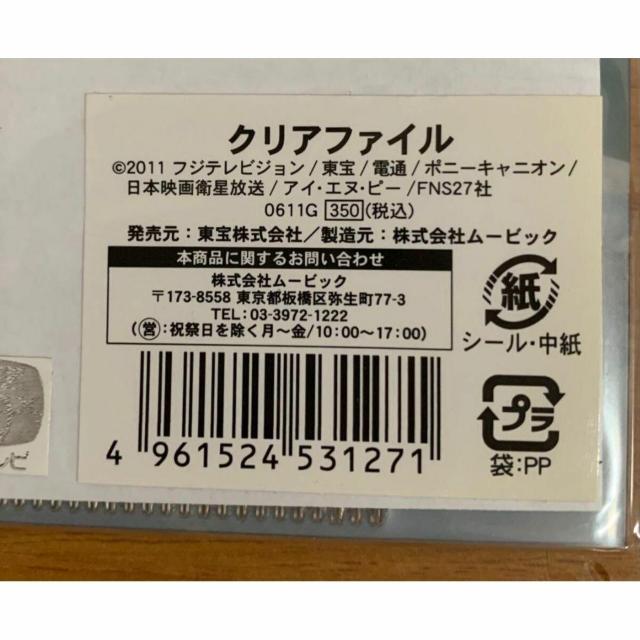 クリアファイル
©2011 フジテレビジョン/東宝/電通/ポニーキャニオン/
日本映画衛星放送/アイ・エヌ・ピー/FNS27社
0611G 350(税込)
発売元：東宝株式会社/製造元：株式会社ムービック
本商品に関するお問い合わせ
株式会社ムービック
〒173-8558 東京都板橋区弥生町77-3
TEL:03-3972-1222
(営:祝祭日を除く月～金/10:00～17:00)
紙
シール・中紙
プラ
袋:PP
4 961524 531271
レビ